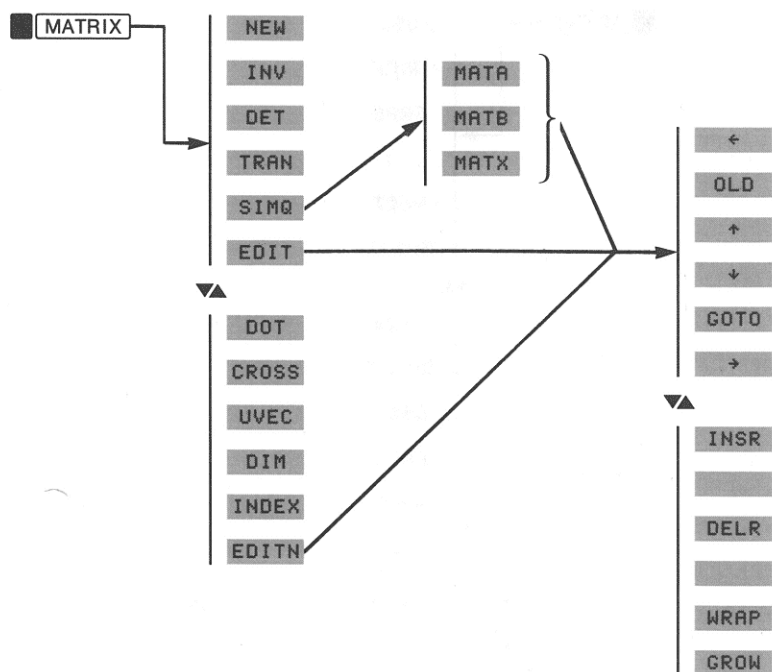 MATRIX
NEW
INV
DET
TRAN
SIMQ
EDIT
DOT
CROSS
UVEC
DIM
INDEX
EDITN
MATA
MATB
MATX
←
OLD
↑
↓
GOTO
→
INSR
DELR
WRAP
GROW